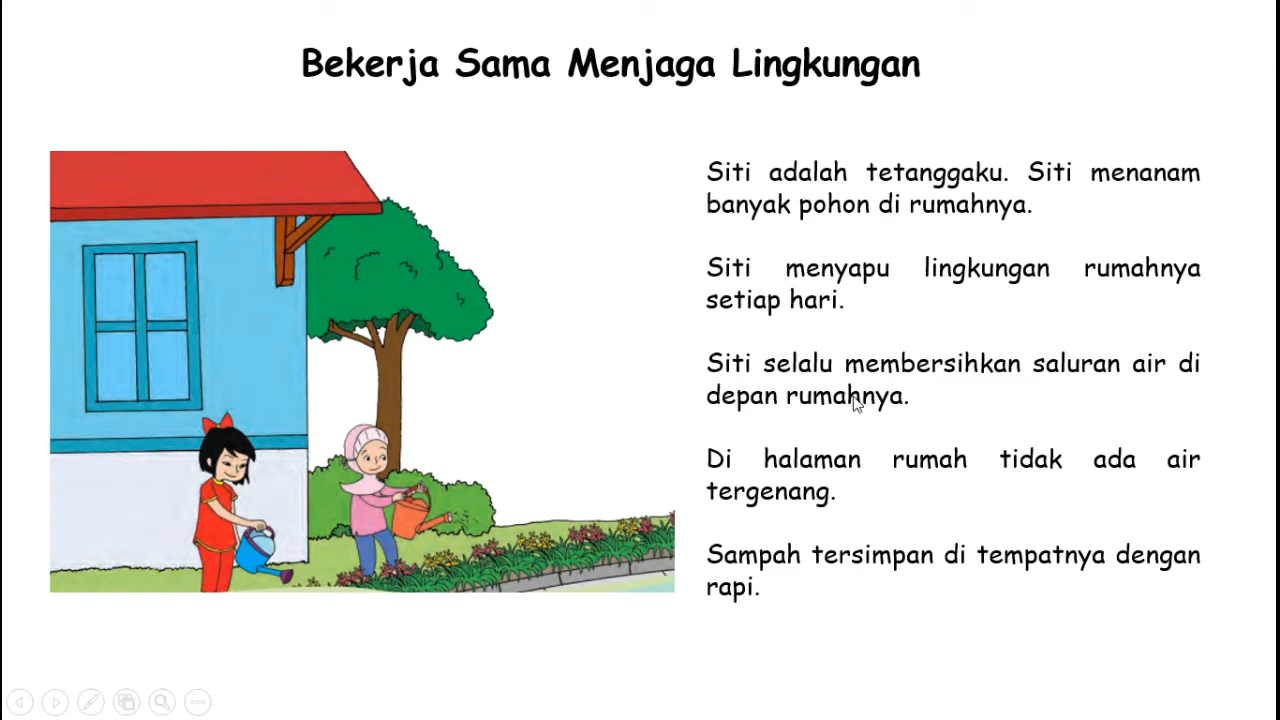 Bekerja Sama Menjaga Lingkungan
Siti adalah tetanggaku. Siti menanam
banyak pohon di rumahnya.
Siti menyapu lingkungan rumahnya
setiap hari.
Siti selalu membersihkan saluran air di
depan rumahnya.
Di halaman rumah tidak ada air
tergenang.
Sampah tersimpan di tempatnya dengan
rapi.